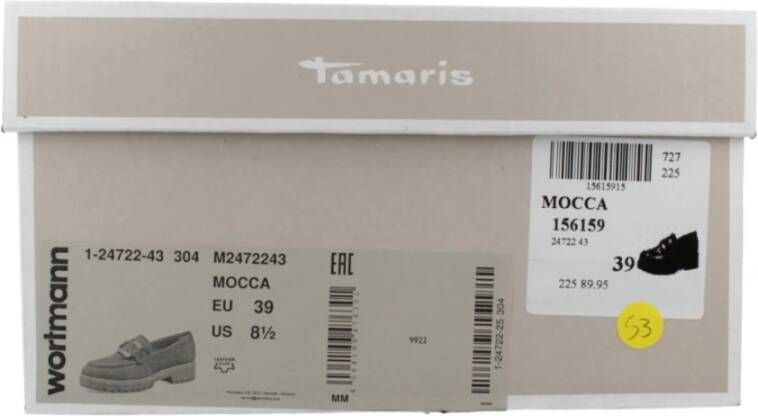 Tamaris
727
225
15615915
MOCCA
156159
24722 43
39
225 89,95
53
wortmann
1-24722-43 304 M2472243
MOCCA
EU 39
US 8½
LEATHER
EAC
9922
MM
1-24722-25 304